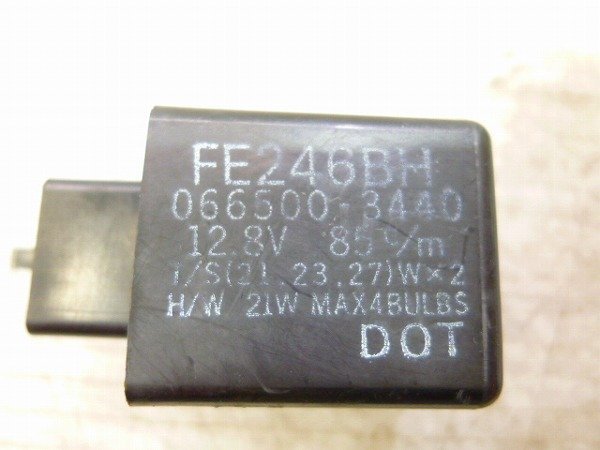 FE246BH
066500-3440
12.8V 85c/m
T/S(21.23.27)W×2
H/W 21W MAX4BULBS
DOT